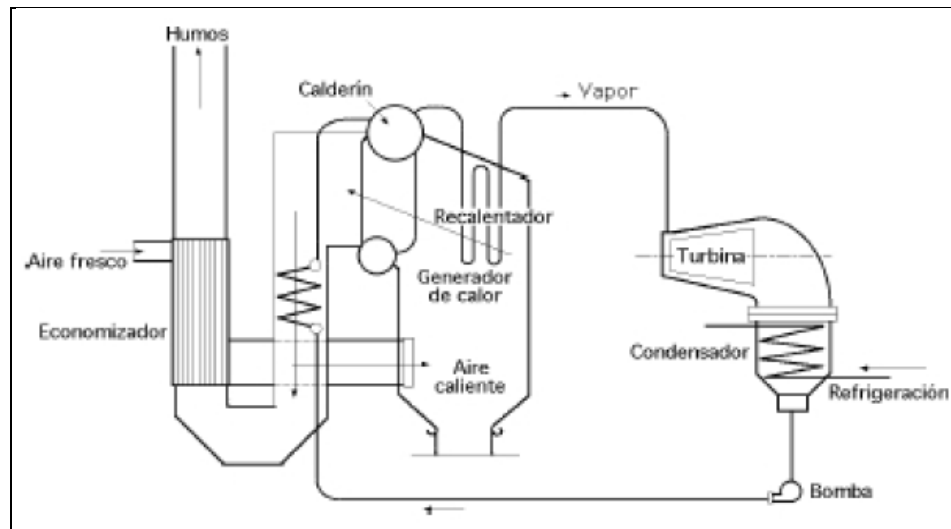 Humos
Calderín
Vapor
Recalentador
Aire fresco
Generador
de calor
Turbina
Economizador
Condensador
Aire
caliente
Refrigeración
Bomba